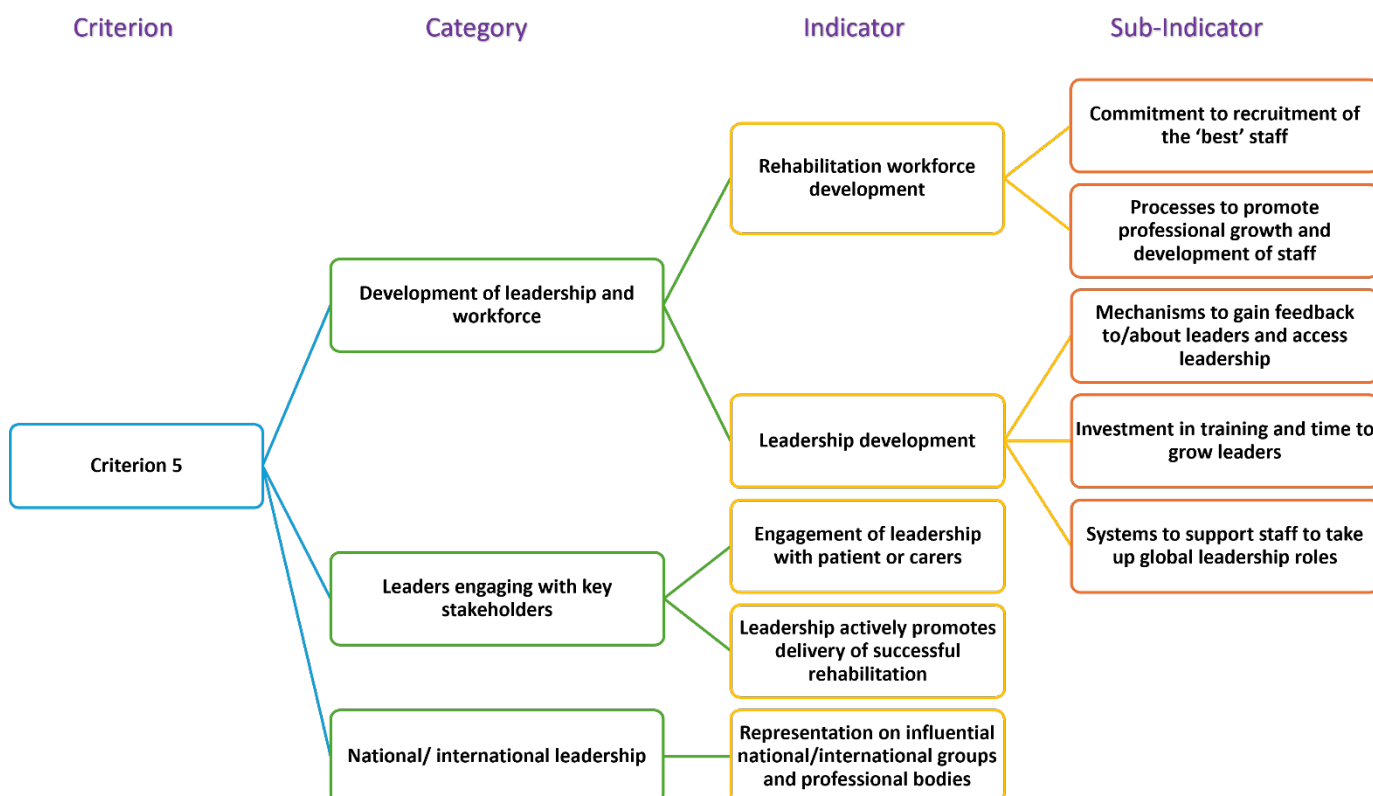 Criterion
Category
Indicator
Sub-Indicator
Criterion 5
Development of leadership and
workforce
Leaders engaging with key
stakeholders
National/ international leadership
Rehabilitation workforce
development
Leadership development
Engagement of leadership
with patient or carers
Leadership actively promotes
delivery of successful
rehabilitation
Representation on influential
national/international groups
and professional bodies
Commitment to recruitment of
the ‘best’ staff
Processes to promote
professional growth and
development of staff
Mechanisms to gain feedback
to/about leaders and access
leadership
Investment in training and time to
grow leaders
Systems to support staff to take
up global leadership roles